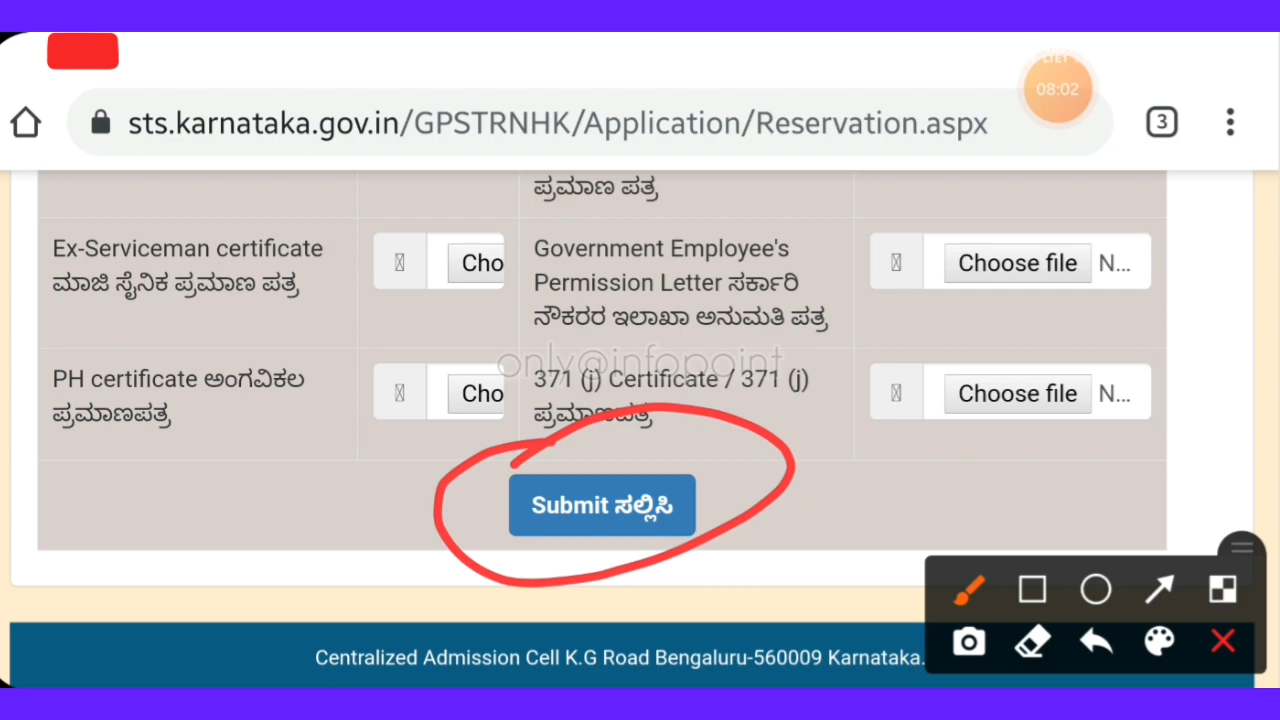 08:02
sts.karnataka.gov.in/GPSTRNHK/Application/Reservation.aspx
3
ಪ್ರಮಾಣ ಪತ್ರ
Ex-Serviceman certificate
ಮಾಜಿ ಸೈನಿಕ ಪ್ರಮಾಣ ಪತ್ರ
Cho
Government Employee's
Permission Letter ಸರ್ಕಾರಿ
ನೌಕರರ ಇಲಾಖಾ ಅನುಮತಿ ಪತ್ರ
Choose file N...
only@infopoint
PH certificate ಅಂಗವಿಕಲ
ಪ್ರಮಾಣಪತ್ರ
Cho
371 (j) Certificate / 371 (j)
ಪ್ರಮಾಣಪತ್ರ
Choose file N...
Submit ಸಲ್ಲಿಸಿ
Centralized Admission Cell K.G Road Bengaluru-560009 Karnataka.